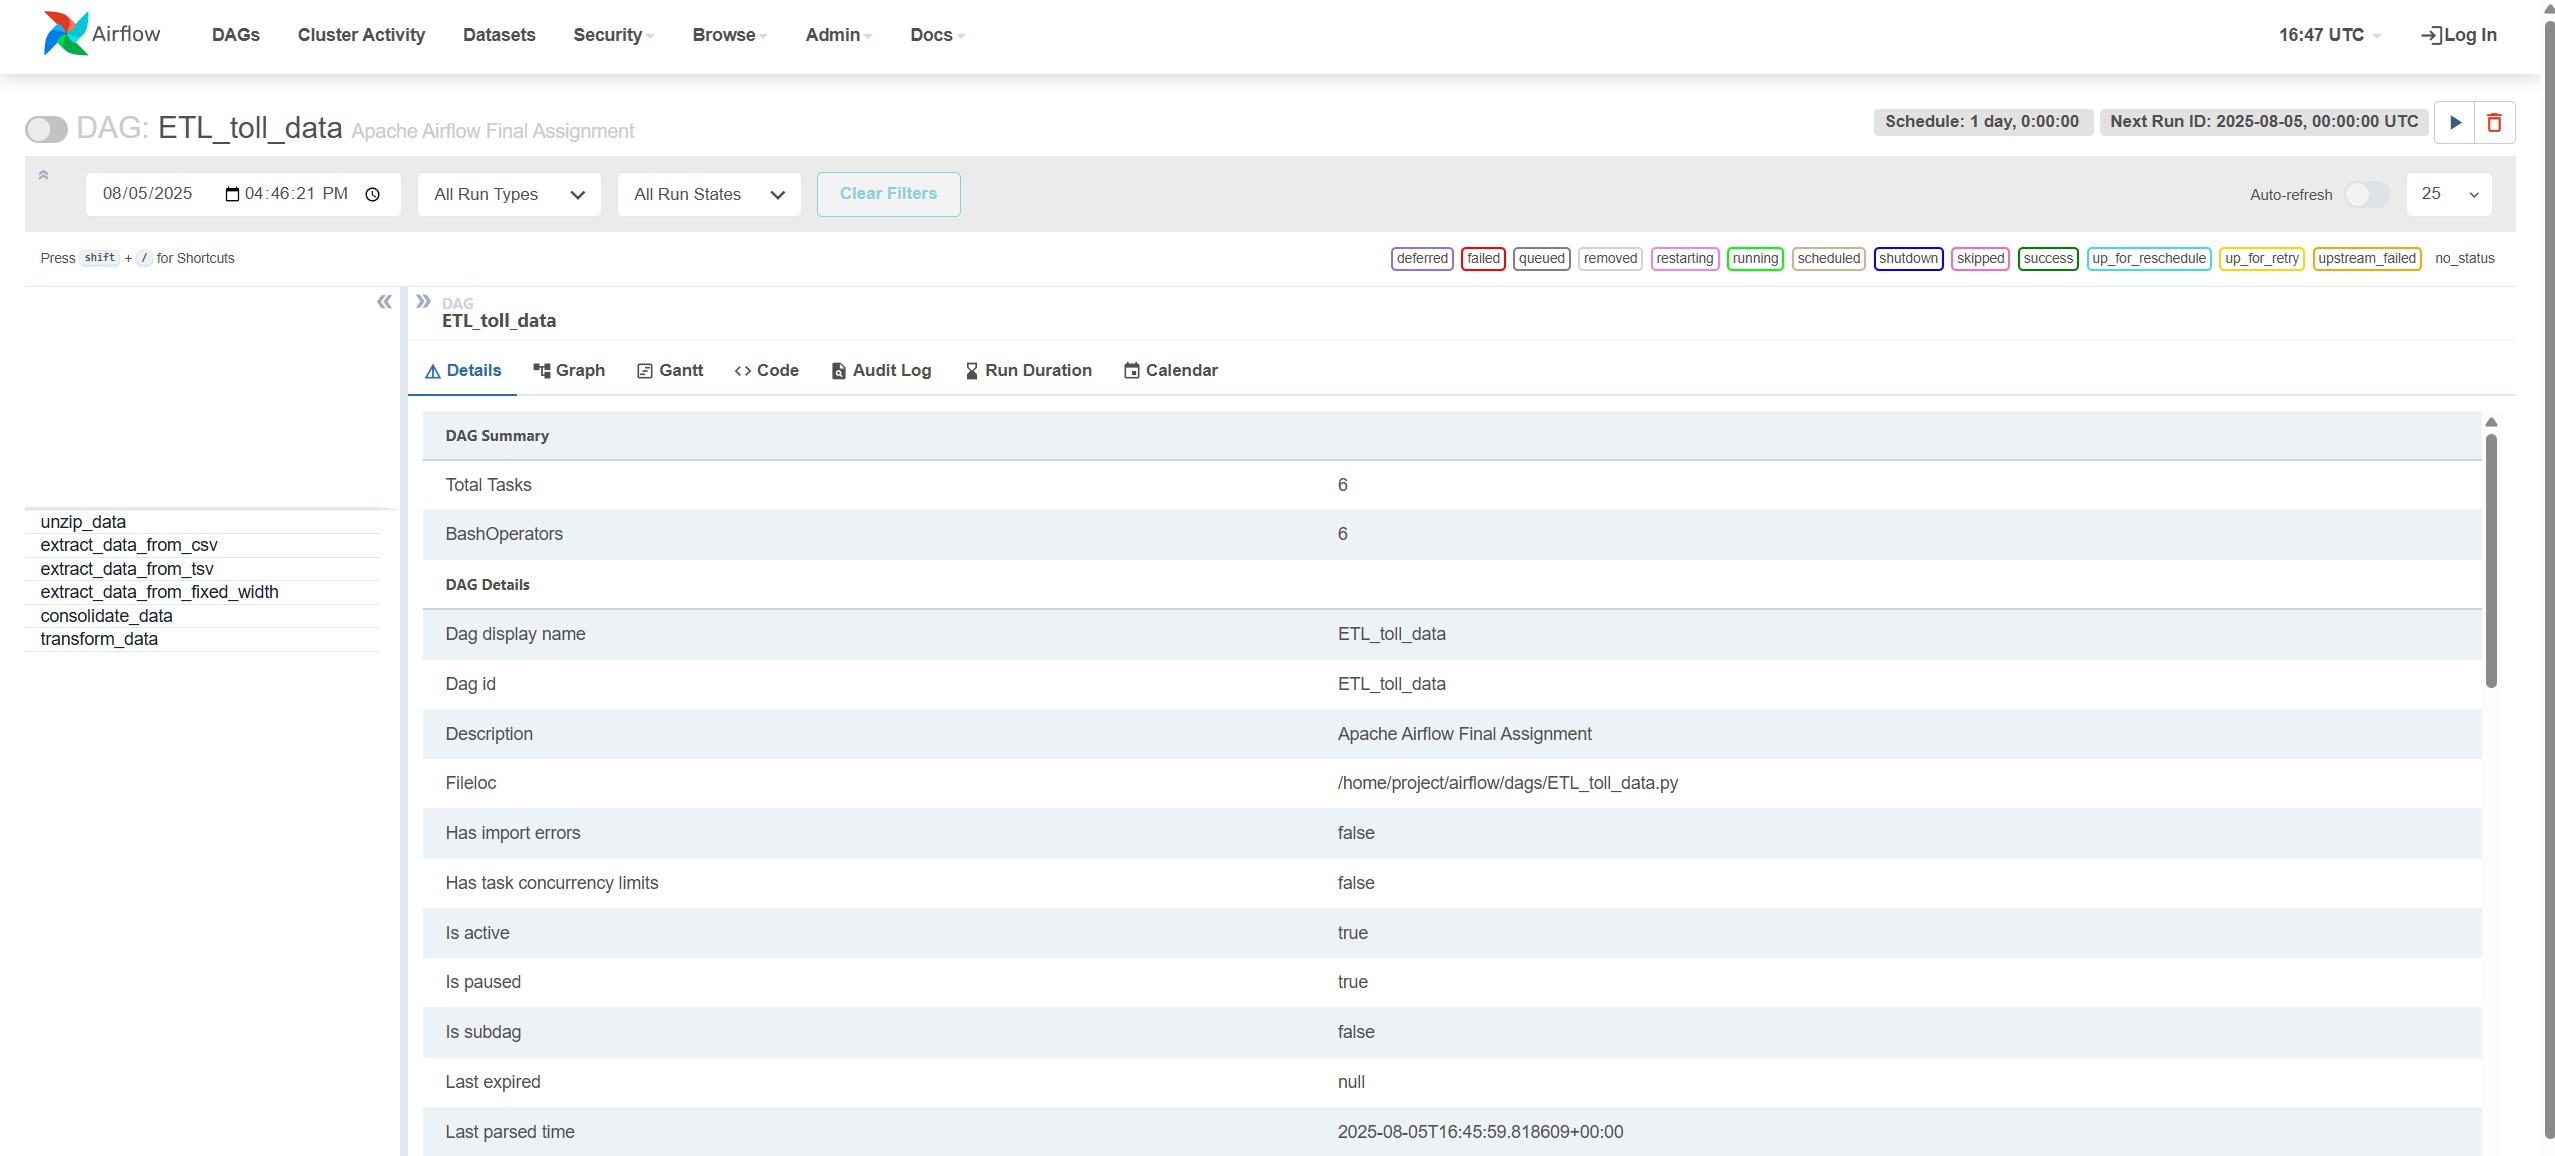 Airflow DAGs Cluster Activity Datasets Security Browse Admin Docs 16:47 UTC Log In
DAG: ETL_toll_data Apache Airflow Final Assignment Schedule: 1 day, 0:00:00 Next Run ID: 2025-08-05, 00:00:00 UTC
08/05/2025 04:46:21 PM All Run Types All Run States Clear Filters Auto-refresh 25
Press shift + / for Shortcuts deferred failed queued removed restarting running scheduled shutdown skipped success up_for_reschedule up_for_retry upstream_failed no_status
unzip_data
extract_data_from_csv
extract_data_from_tsv
extract_data_from_fixed_width
consolidate_data
transform_data
DAG
ETL_toll_data
Details Graph Gantt Code Audit Log Run Duration Calendar
DAG Summary
Total Tasks 6
BashOperators 6
DAG Details
Dag display name ETL_toll_data
Dag id ETL_toll_data
Description Apache Airflow Final Assignment
Fileloc /home/project/airflow/dags/ETL_toll_data.py
Has import errors false
Has task concurrency limits false
Is active true
Is paused true
Is subdag false
Last expired null
Last parsed time 2025-08-05T16:45:59.818609+00:00